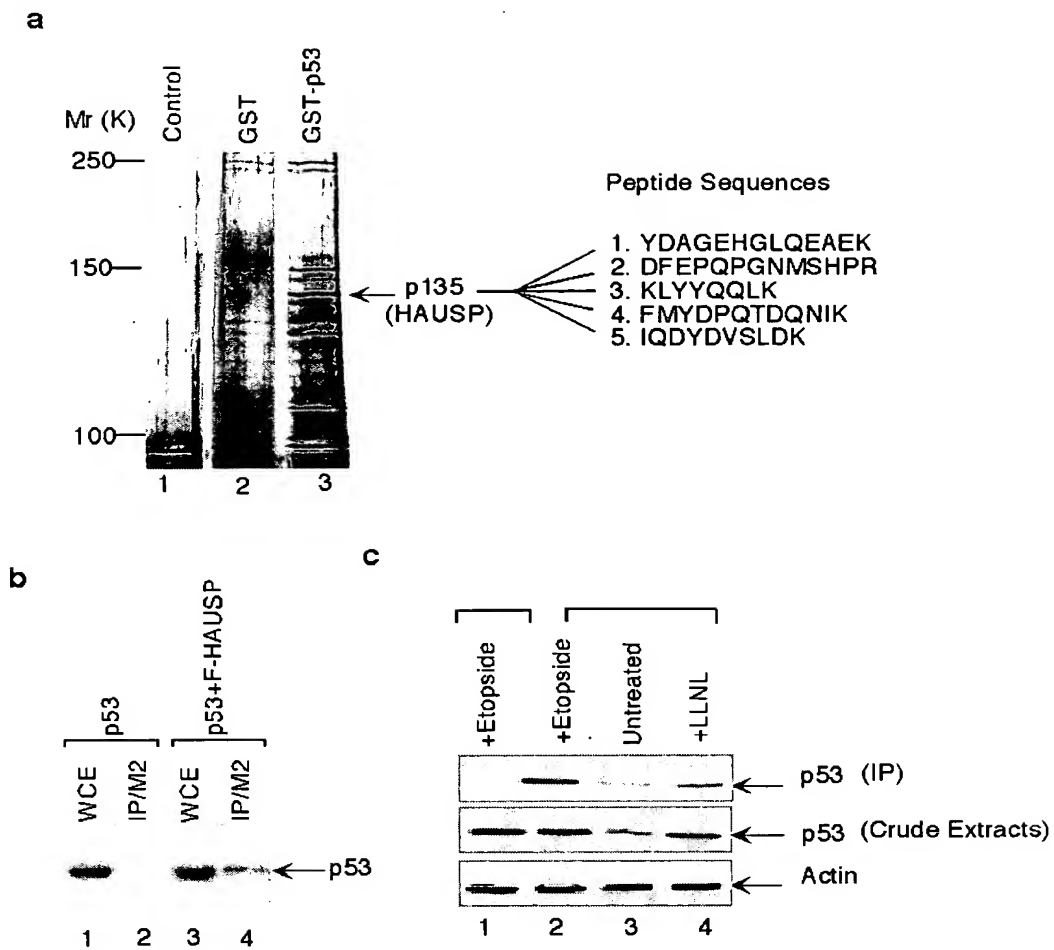 a
Mr (K)
Control
GST
GST-p53
250
150
100
1 2 3
p135
(HAUSP)
Peptide Sequences
1. YDAGEHGLQEAEK
2. DFEPQPGNMSHPR
3. KLYYQQLK
4. FMYDPQTDQNIK
5. IQDYDVSLDK
b
p53
p53+F-HAUSP
WCE
IP/M2
WCE
IP/M2
p53
1 2 3 4
c
+Etopside
+Etopside
Untreated
+LLNL
p53 (IP)
p53 (Crude Extracts)
Actin
1 2 3 4